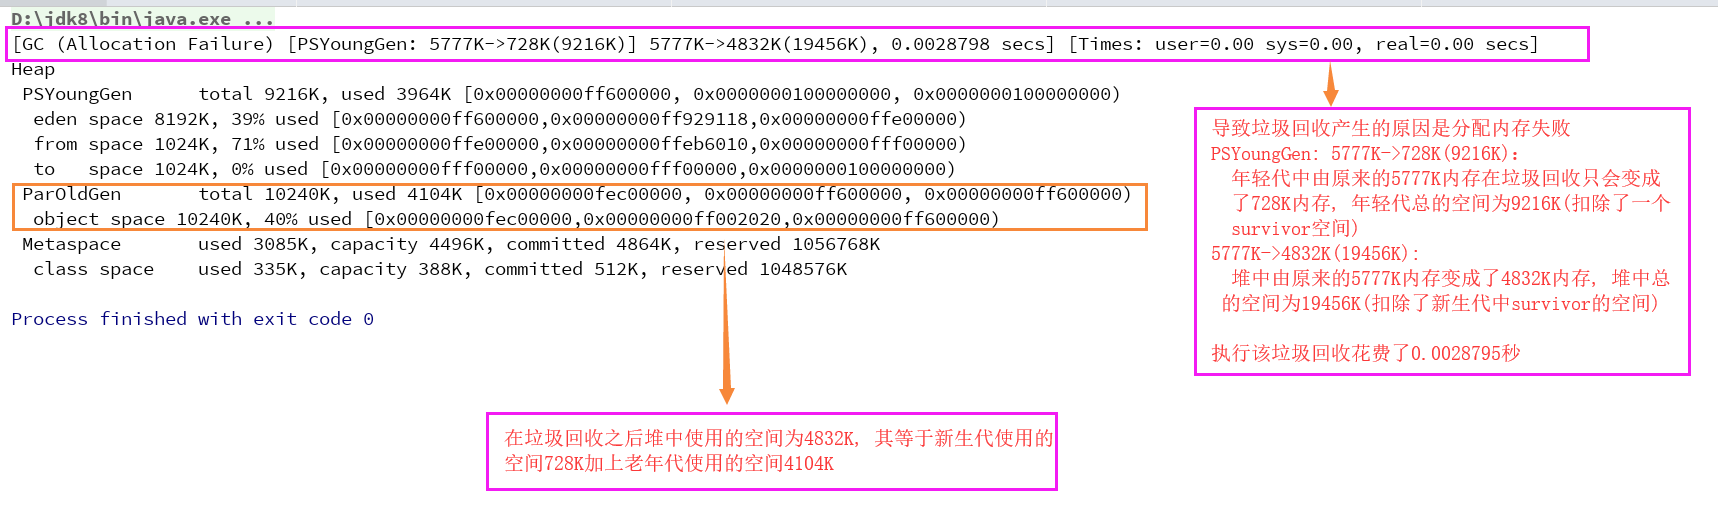 D:\jdk8\bin\java.exe ...
[GC (Allocation Failure) [PSYoungGen: 5777K->728K(9216K)] 5777K->4832K(19456K), 0.0028798 secs] [Times: user=0.00 sys=0.00, real=0.00 secs]
Heap
 PSYoungGen      total 9216K, used 3964K [0x00000000ff600000, 0x0000000100000000, 0x0000000100000000)
  eden space 8192K, 39% used [0x00000000ff600000,0x00000000ff929118,0x00000000ffe00000)
  from space 1024K, 71% used [0x00000000ffe00000,0x00000000ffeb6010,0x00000000fff00000)
  to   space 1024K, 0% used [0x00000000fff00000,0x00000000fff00000,0x0000000100000000)
 ParOldGen       total 10240K, used 4104K [0x00000000fec00000, 0x00000000ff600000, 0x00000000ff600000)
  object space 10240K, 40% used [0x00000000fec00000,0x00000000ff002020,0x00000000ff600000)
 Metaspace       used 3085K, capacity 4496K, committed 4864K, reserved 1056768K
  class space    used 335K, capacity 388K, committed 512K, reserved 1048576K
Process finished with exit code 0
导致垃圾回收产生的原因是分配内存失败
PSYoungGen: 5777K->728K(9216K):
年轻代中由原来的5777K内存在垃圾回收只会变成
了728K内存, 年轻代总的空间为9216K(扣除了一个
survivor空间)
5777K->4832K(19456K):
堆中由原来的5777K内存变成了4832K内存, 堆中总
的空间为19456K(扣除了新生代中survivor的空间)
执行该垃圾回收花费了0.0028795秒
在垃圾回收之后堆中使用的空间为4832K, 其等于新生代使用的
空间728K加上老年代使用的空间4104K